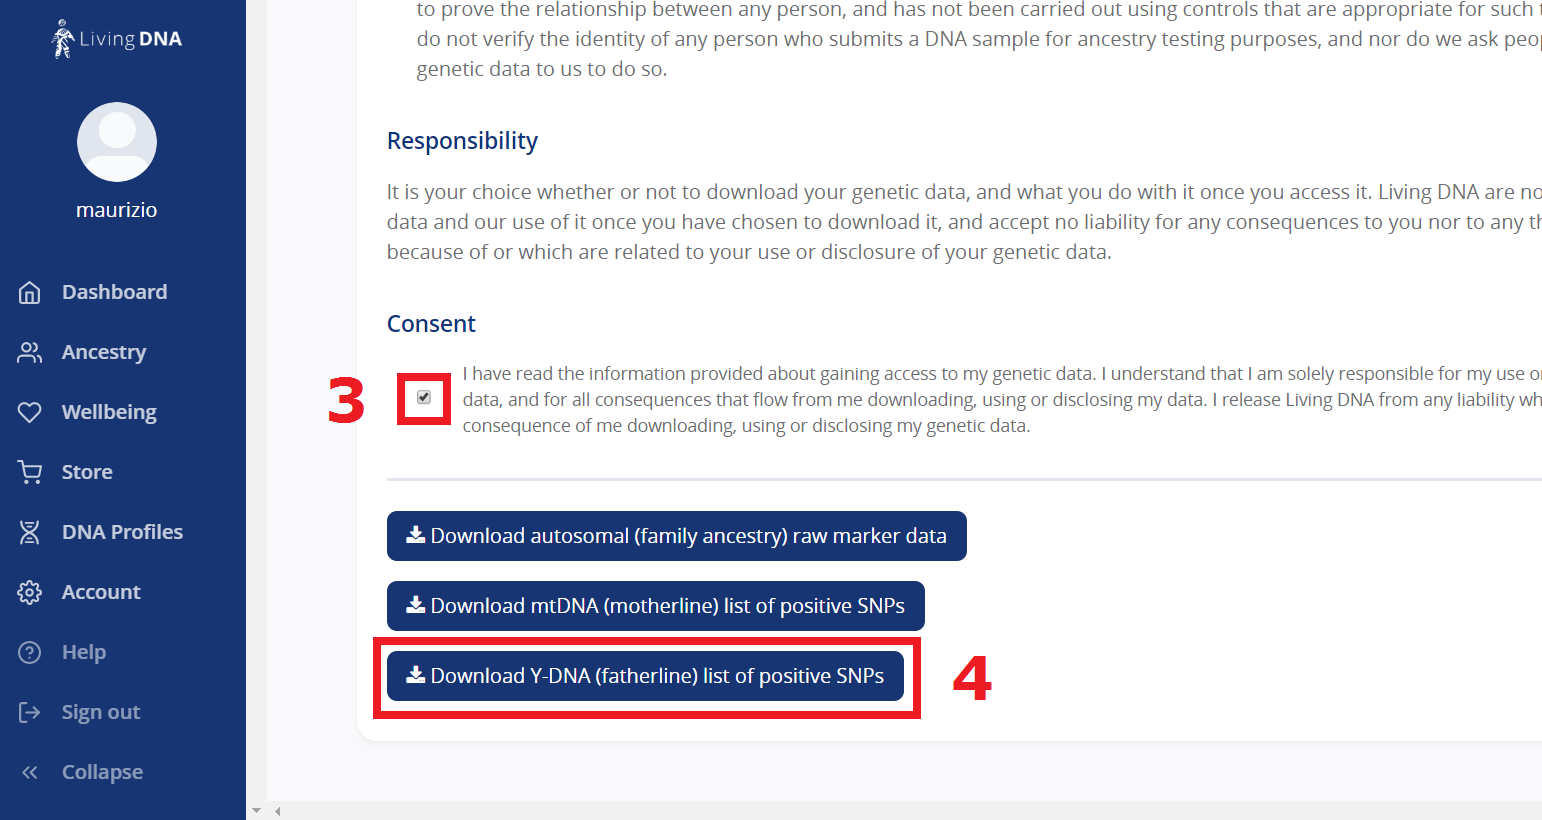 Living DNA
maurizio
Dashboard
Ancestry
Wellbeing
Store
DNA Profiles
Account
Help
Sign out
Collapse
to prove the relationship between any person, and has not been carried out using controls that are appropriate for such
do not verify the identity of any person who submits a DNA sample for ancestry testing purposes, and nor do we ask
genetic data to us to do so.
Responsibility
It is your choice whether or not to download your genetic data, and what you do with it once you access it. Living DNA are
data and our use of it once you have chosen to download it, and accept no liability for any consequences to you nor to any
because of or which are related to your use or disclosure of your genetic data.
Consent
3
I have read the information provided about gaining access to my genetic data. I understand that I am solely responsible for my use
data, and for all consequences that flow from me downloading, using or disclosing my data. I release Living DNA from any liability
consequence of me downloading, using or disclosing my genetic data.
Download autosomal (family ancestry) raw marker data
Download mtDNA (motherline) list of positive SNPs
Download Y-DNA (fatherline) list of positive SNPs
4